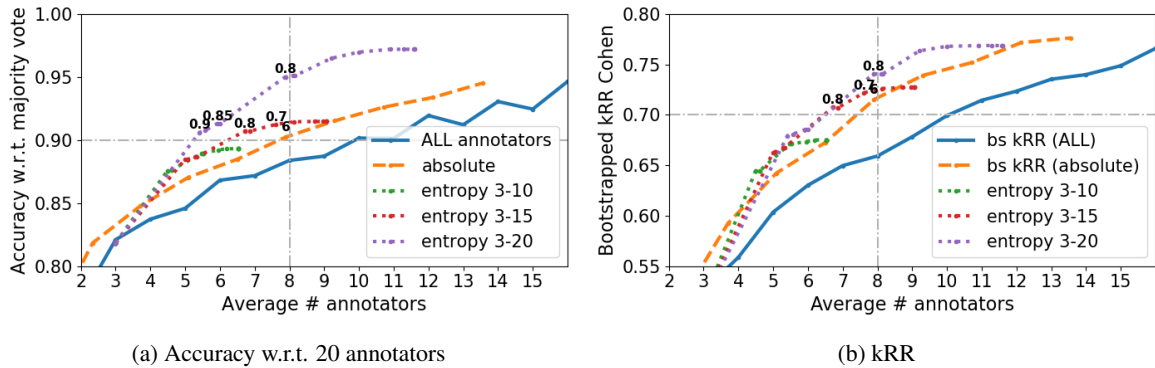 1.00
0.95
0.90
0.85
0.80
Accuracy w.r.t. majority vote
0.8
0.85
0.9
0.8
0.7
6
ALL annotators
absolute
entropy 3-10
entropy 3-15
entropy 3-20
2 3 4 5 6 7 8 9 10 11 12 13 14 15
Average # annotators
(a) Accuracy w.r.t. 20 annotators
0.80
0.75
0.70
0.65
0.60
0.55
Bootstrapped kRR Cohen
0.8
0.7
6
0.8
bs kRR (ALL)
bs kRR (absolute)
entropy 3-10
entropy 3-15
entropy 3-20
2 3 4 5 6 7 8 9 10 11 12 13 14 15
Average # annotators
(b) kRR